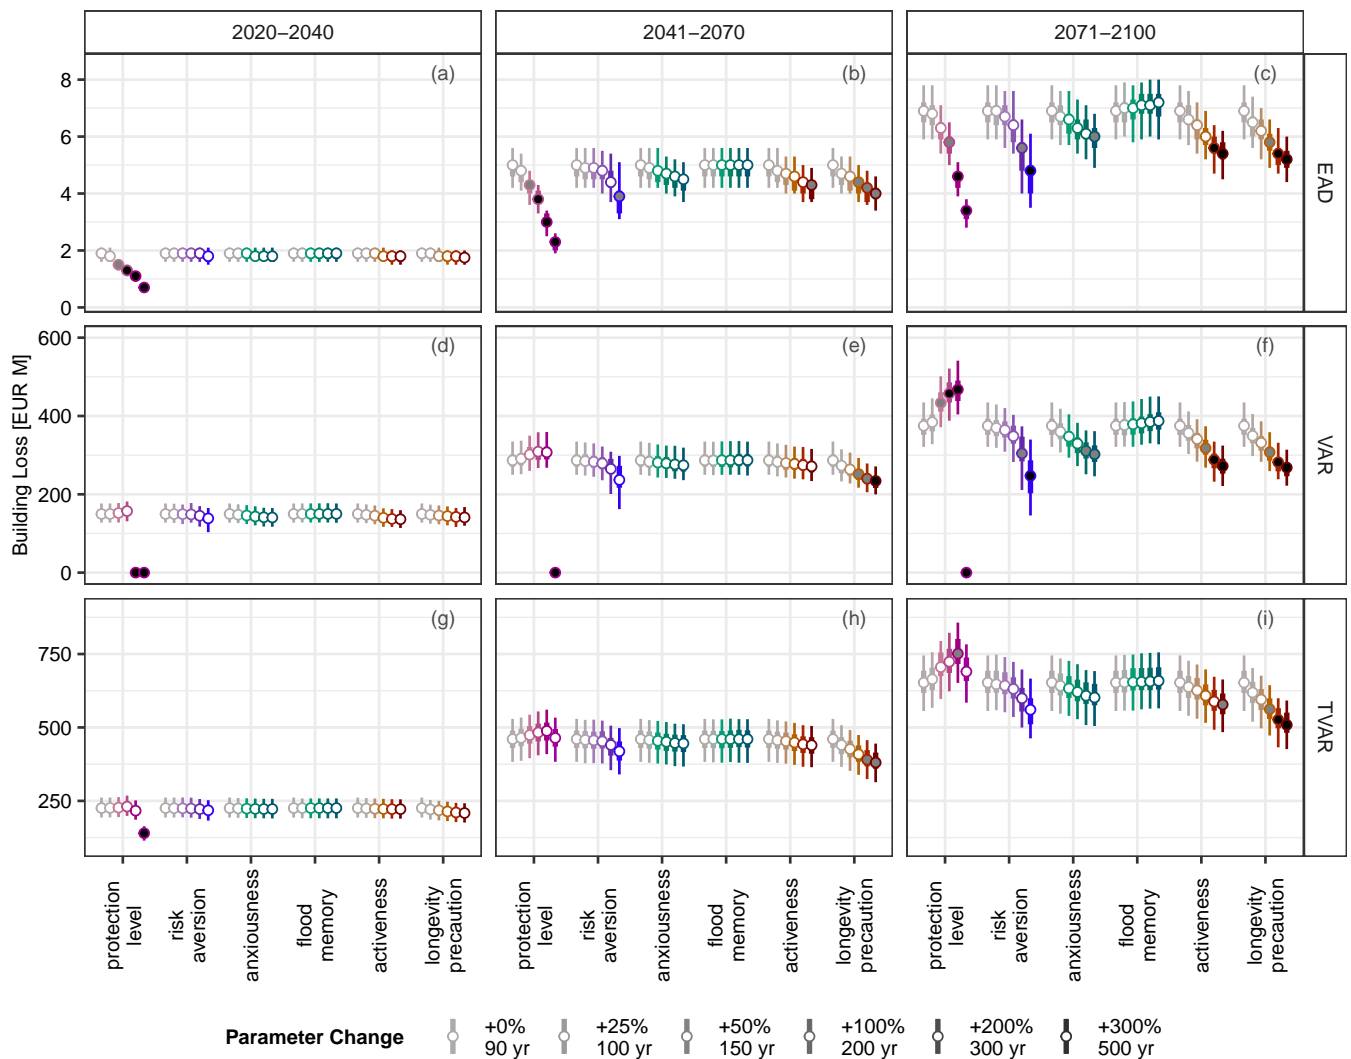 2020–2040
2041–2070
2071–2100
(a)
(b)
(c)
8
6
4
2
0
EAD
(d)
(e)
(f)
600
400
200
0
VAR
Building Loss [EUR M]
(g)
(h)
(i)
750
500
250
TVAR
protection
level
risk
aversion
anxiousness
flood
memory
activeness
longevity
precaution
protection
level
risk
aversion
anxiousness
flood
memory
activeness
longevity
precaution
protection
level
risk
aversion
anxiousness
flood
memory
activeness
longevity
precaution
Parameter Change
+0%
90 yr
+25%
100 yr
+50%
150 yr
+100%
200 yr
+200%
300 yr
+300%
500 yr